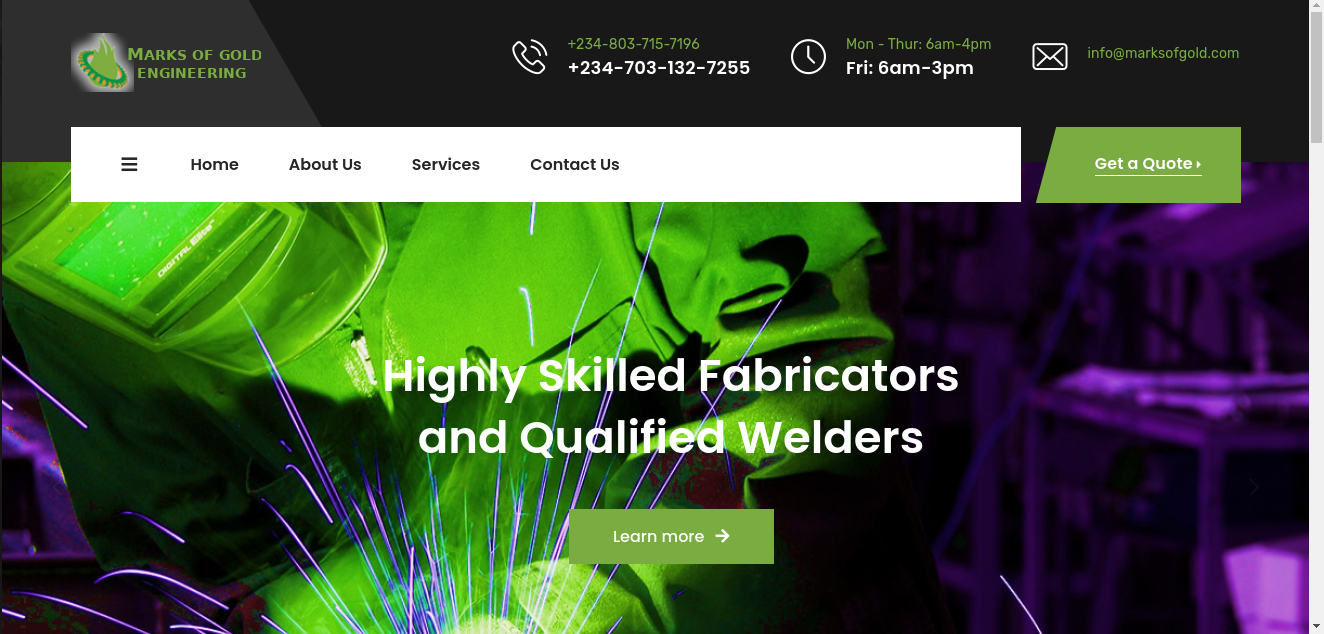 MARKS OF GOLD
ENGINEERING
+234-803-715-7196
+234-703-132-7255
Mon - Thur: 6am-4pm
Fri: 6am-3pm
info@marksofgold.com
Home
About Us
Services
Contact Us
Get a Quote
DIGITAL Elite™
Highly Skilled Fabricators
and Qualified Welders
Learn more